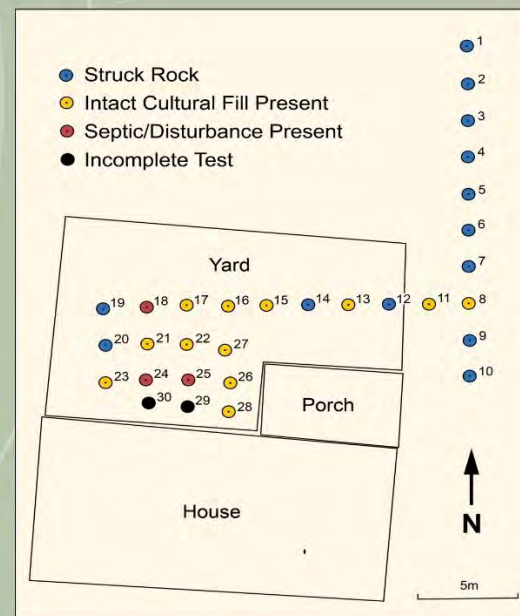 Struck Rock
Intact Cultural Fill Present
Septic/Disturbance Present
Incomplete Test
1
2
3
4
5
6
7
Yard
19 18 17 16 15 14 13 12 11 8
20 21 22 27 9
23 24 25 26 10
30 29 28
Porch
House
N
5m